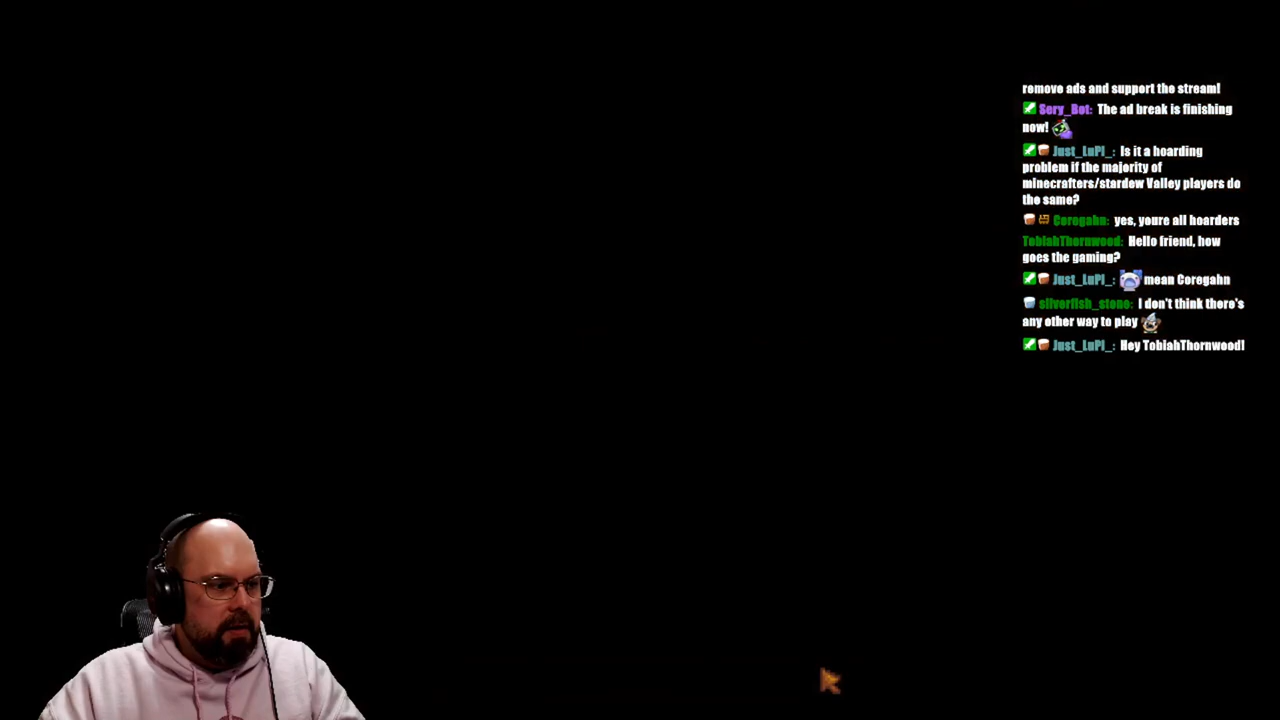 remove ads and support the stream!
Sery_Bot: The ad break is finishing
now!
Just_LuPi_: Is it a hoarding
problem if the majority of
minecrafters/stardew Valley players do
the same?
Coregahn: yes, youre all hoarders
TobiahThornwood: Hello friend, how
goes the gaming?
Just_LuPi_: mean Coregahn
silverfish_stone: I don't think there's
any other way to play
Just_LuPi_: Hey TobiahThornwood!